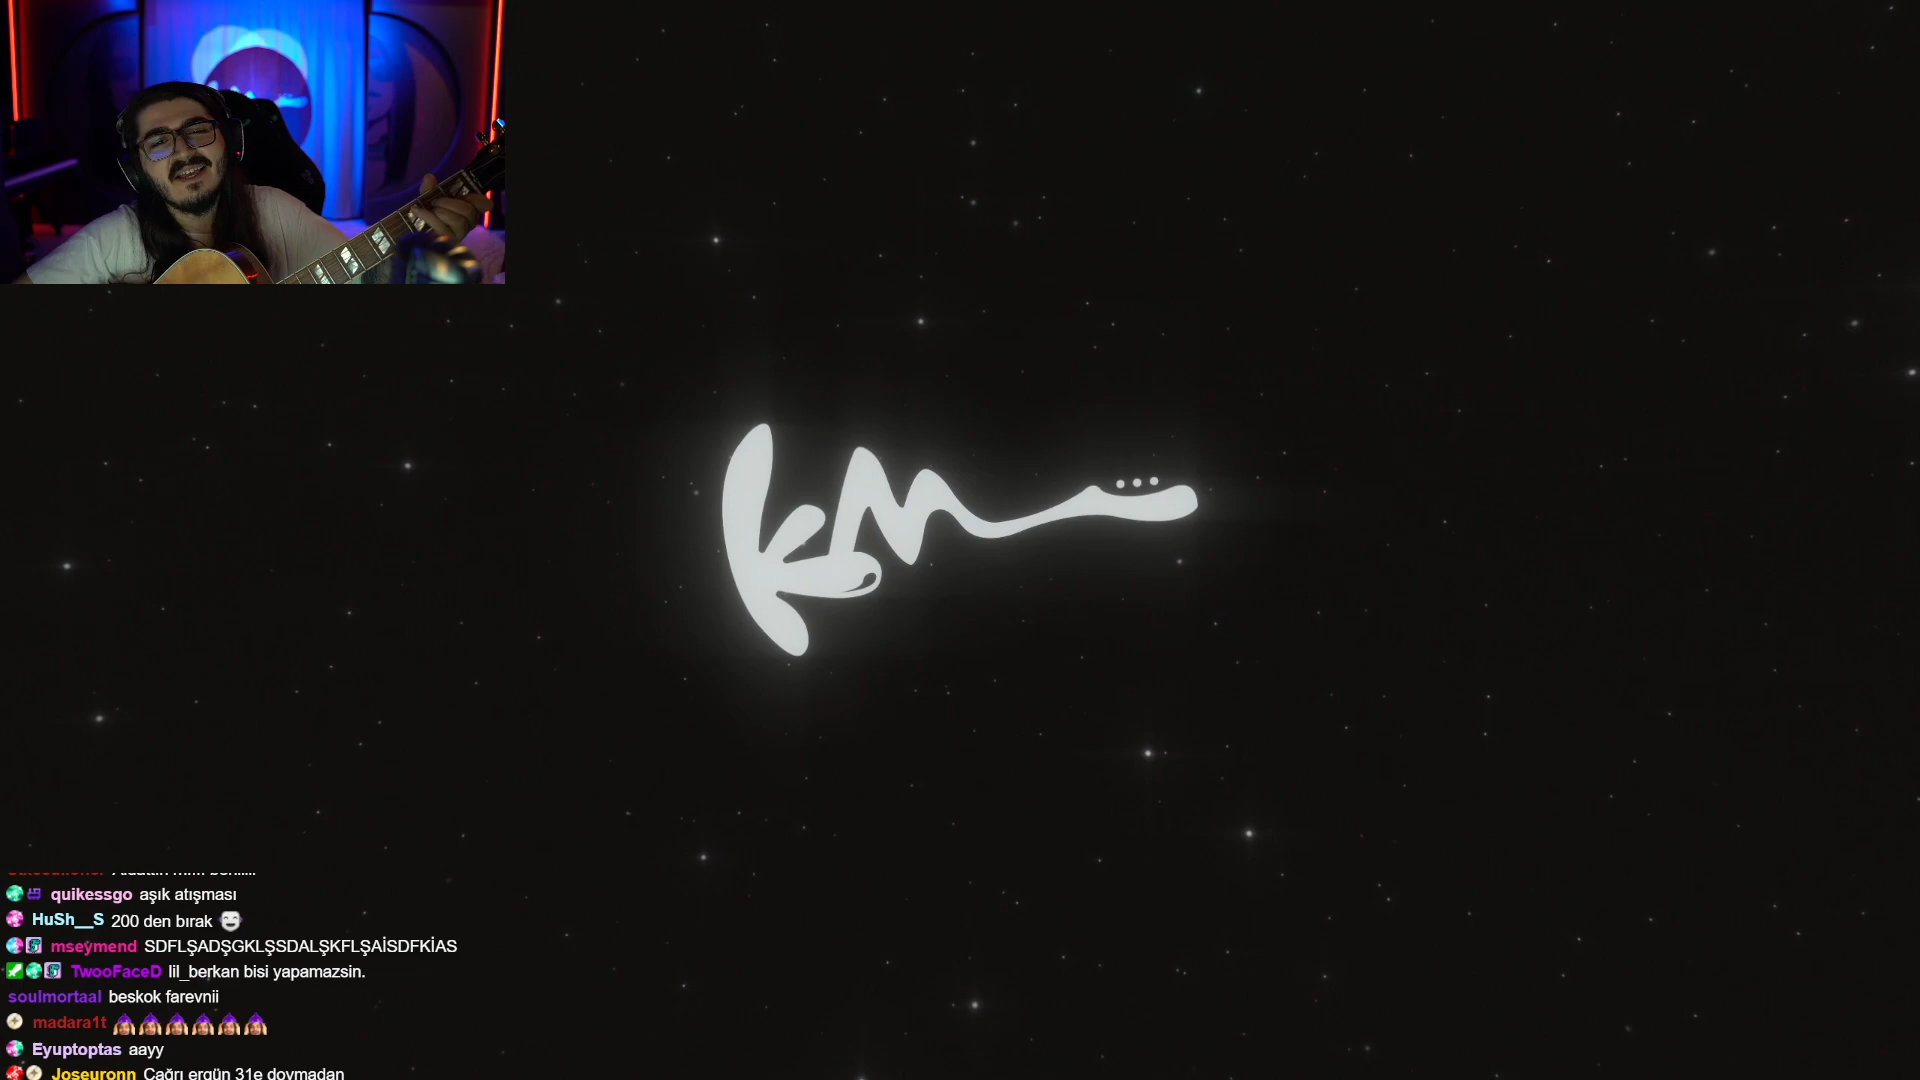 KM
quikessgo aşık atışması
HuSh__S 200 den bırak
mseymend SDFLŞADŞGKLŞSDALŞKFLŞAİSDFKİAS
TwooFaceD lil_berkan bisi yapamazsin.
soulmortaal beskok farevnii
madara1t
Eyuptoptas aayy
Joseuronn Çağrı ergün 31e doymadan